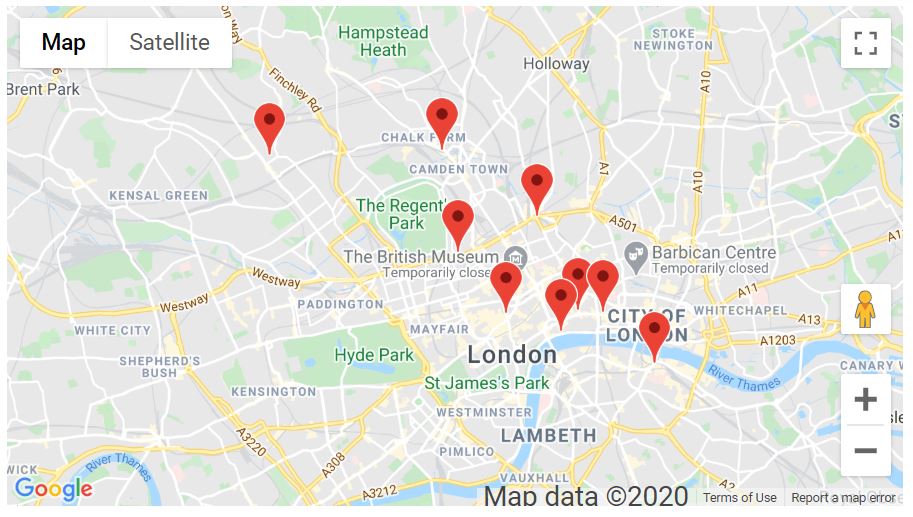 Map
Satellite
Hampstead
Heath
STOKE
NEWINGTON
Holloway
Brent Park
Finchley Rd
A10
CHALK FARM
CAMDEN TOWN
A1
A10
KENSAL GREEN
The Regent's
Park
A501
The British Museum
Temporarily close
Barbican Centre
Temporarily closed
A11
Westway
Westway
PADDINGTON
WHITE CITY
MAYFAIR
CITY OF
LONDON
WHITECHAPEL
A13
A1203
London
Hyde Park
SHEPHERD'S
BUSH
St James's Park
River Thames
CANARY W
KENSINGTON
WESTMINSTER
LAMBETH
A3220
PIMLICO
A308
River Thames
WICK
VAUXHALL
A3212
Google
Map data ©2020
Terms of Use
Report a map error